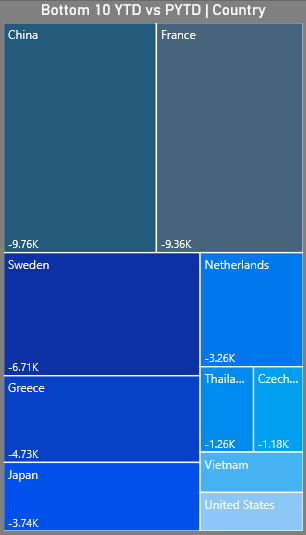 Bottom 10 YTD vs PYTD | Country
China
-9.76K
France
-9.36K
Sweden
-6.71K
Netherlands
-3.26K
Greece
-4.73K
Thaila...
-1.26K
Czech...
-1.18K
Japan
-3.74K
Vietnam
United States